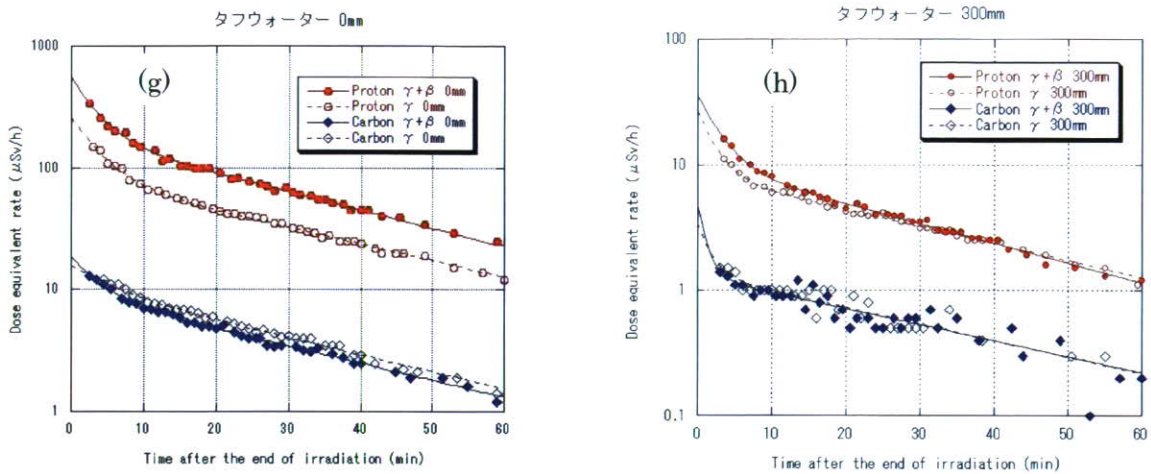 タフウォーター 0mm
(g)
Proton γ+β 0mm
Proton γ 0mm
Carbon γ+β 0mm
Carbon γ 0mm
Dose equivalent rate (μSv/h)
1000
100
10
1
0 10 20 30 40 50 60
Time after the end of irradiation (min)
タフウォーター 300mm
(h)
Proton γ+β 300mm
Proton γ 300mm
Carbon γ+β 300mm
Carbon γ 300mm
Dose equivalent rate (μSv/h)
100
10
1
0.1
0 10 20 30 40 50 60
Time after the end of irradiation (min)